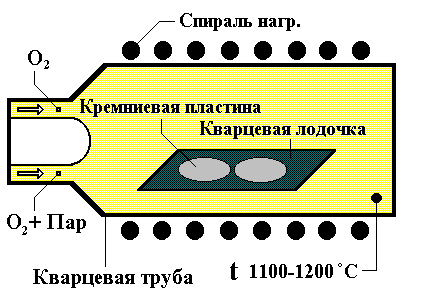 Спираль нагр.
O₂
Кремниевая пластина
Кварцевая лодочка
O₂+ Пар
Кварцевая труба
t 1100-1200 °C